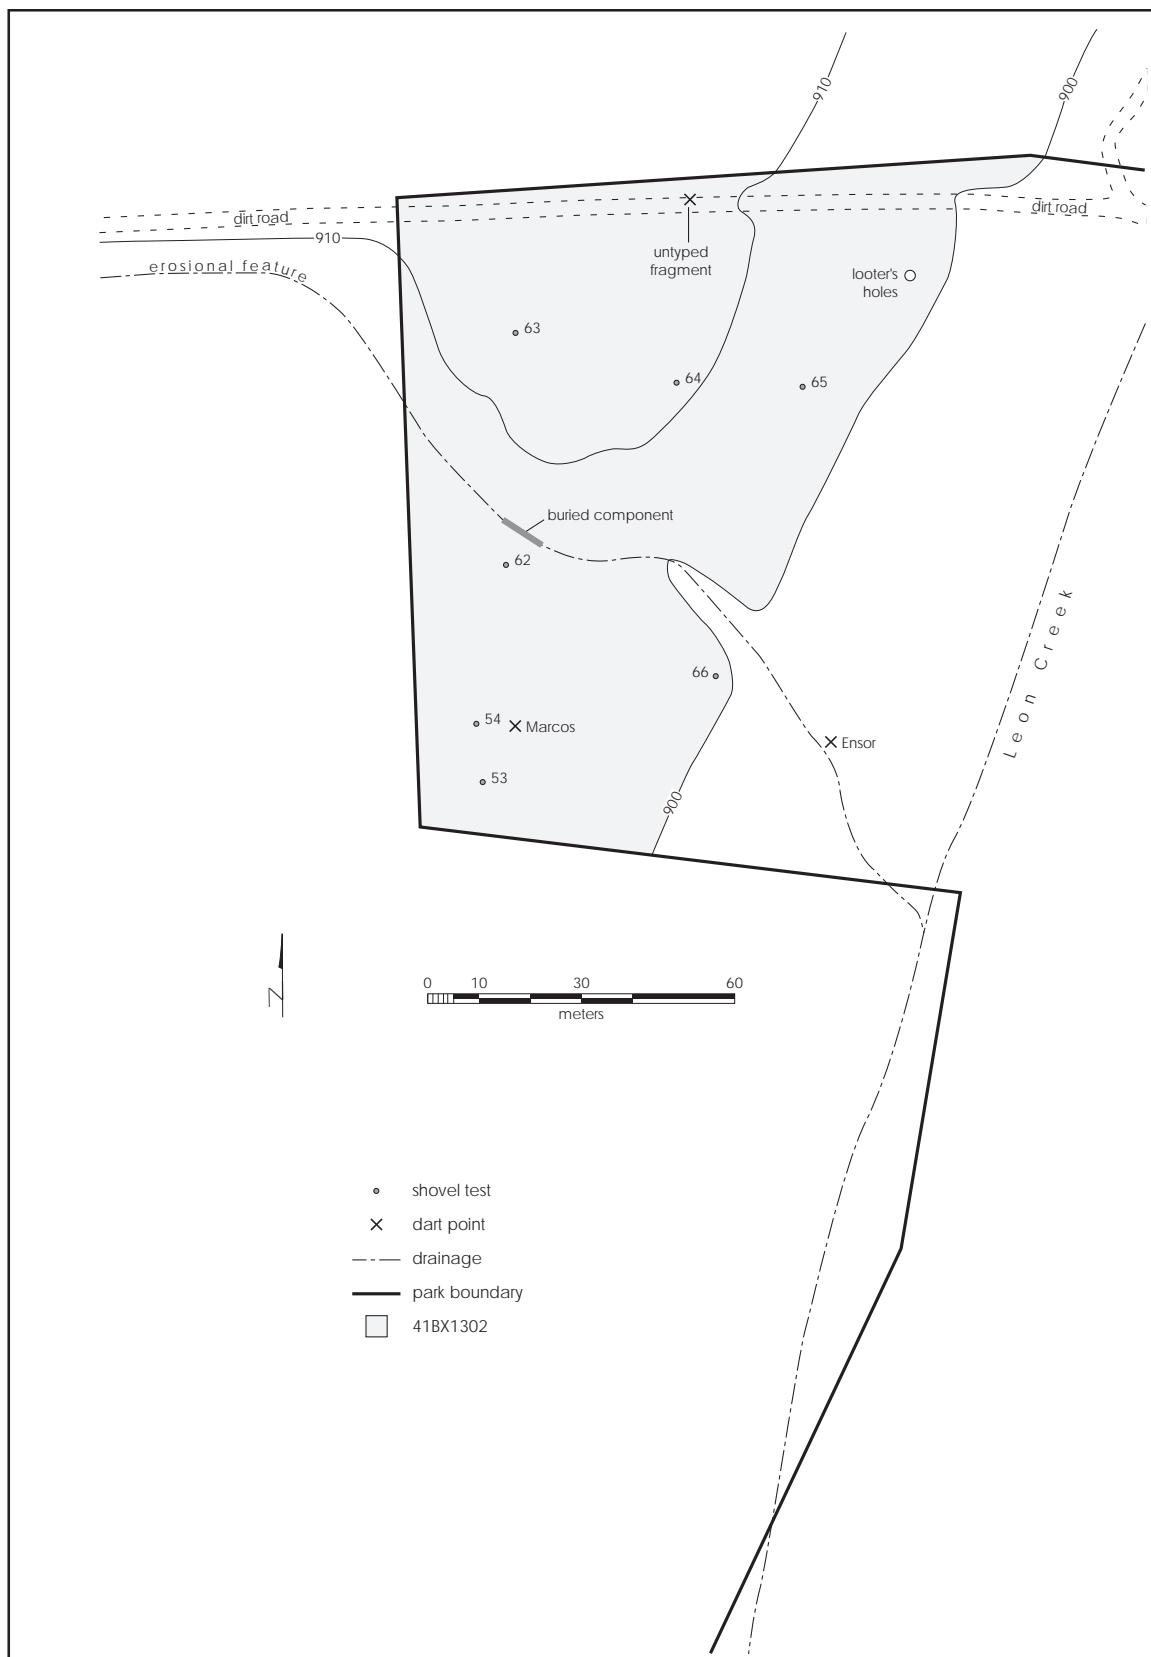 910
900
dirt road
dirt road
910
erosional feature
untyped
fragment
looter's
holes
63
64
65
buried component
62
Leon Creek
66
54
Marcos
Ensor
53
900
N
0 10 30 60
meters
shovel test
dart point
drainage
park boundary
41BX1302